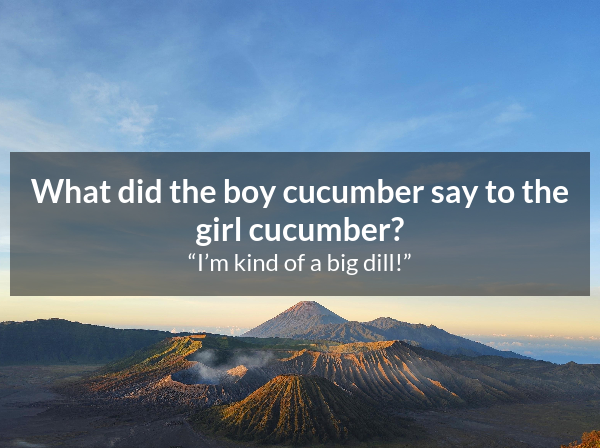 What did the boy cucumber say to the
girl cucumber?
“I’m kind of a big dill!”